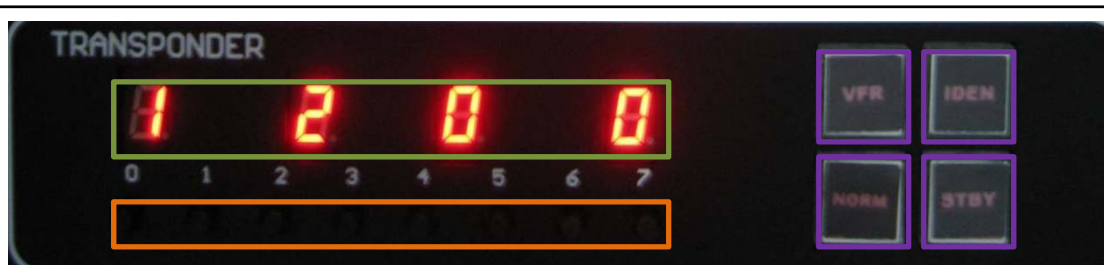 TRANSPONDER
1 2 0 0
0 1 2 3 4 5 6 7
VFR IDEN
NORM STBY